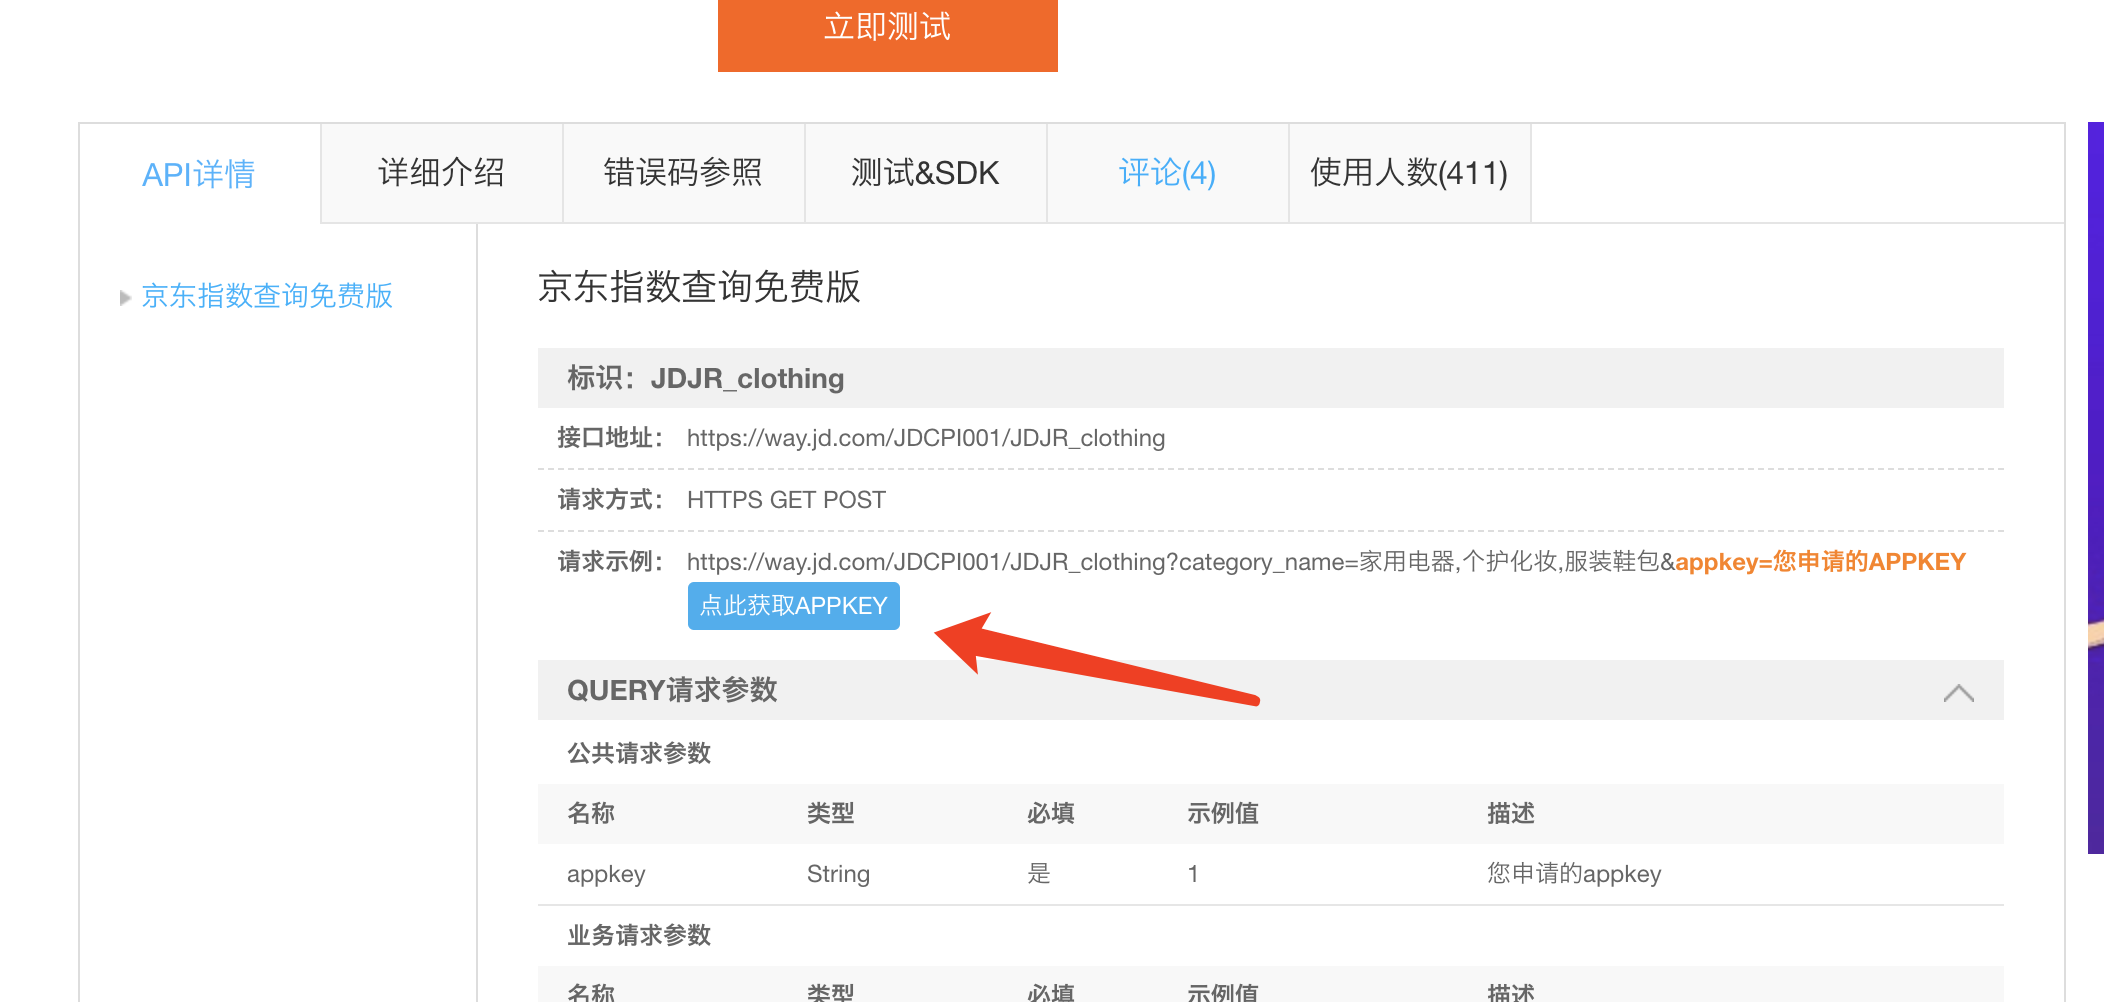 立即测试
API详情 详细介绍 错误码参照 测试&SDK 评论(4) 使用人数(411)
京东指数查询免费版
京东指数查询免费版
标识：JDJR_clothing
接口地址： https://way.jd.com/JDCPI001/JDJR_clothing
请求方式： HTTPS GET POST
请求示例： https://way.jd.com/JDCPI001/JDJR_clothing?category_name=家用电器,个护化妆,服装鞋包&appkey=您申请的APPKEY
点此获取APPKEY
QUERY请求参数
公共请求参数
名称 类型 必填 示例值 描述
appkey String 是 1 您申请的appkey
业务请求参数
名称 类型 必填 示例值 描述